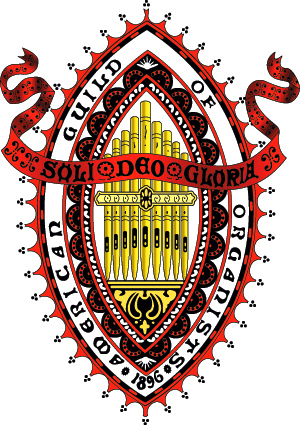 AMERICAN GUILD OF ORGANISTS
SOLI DEO GLORIA
1896